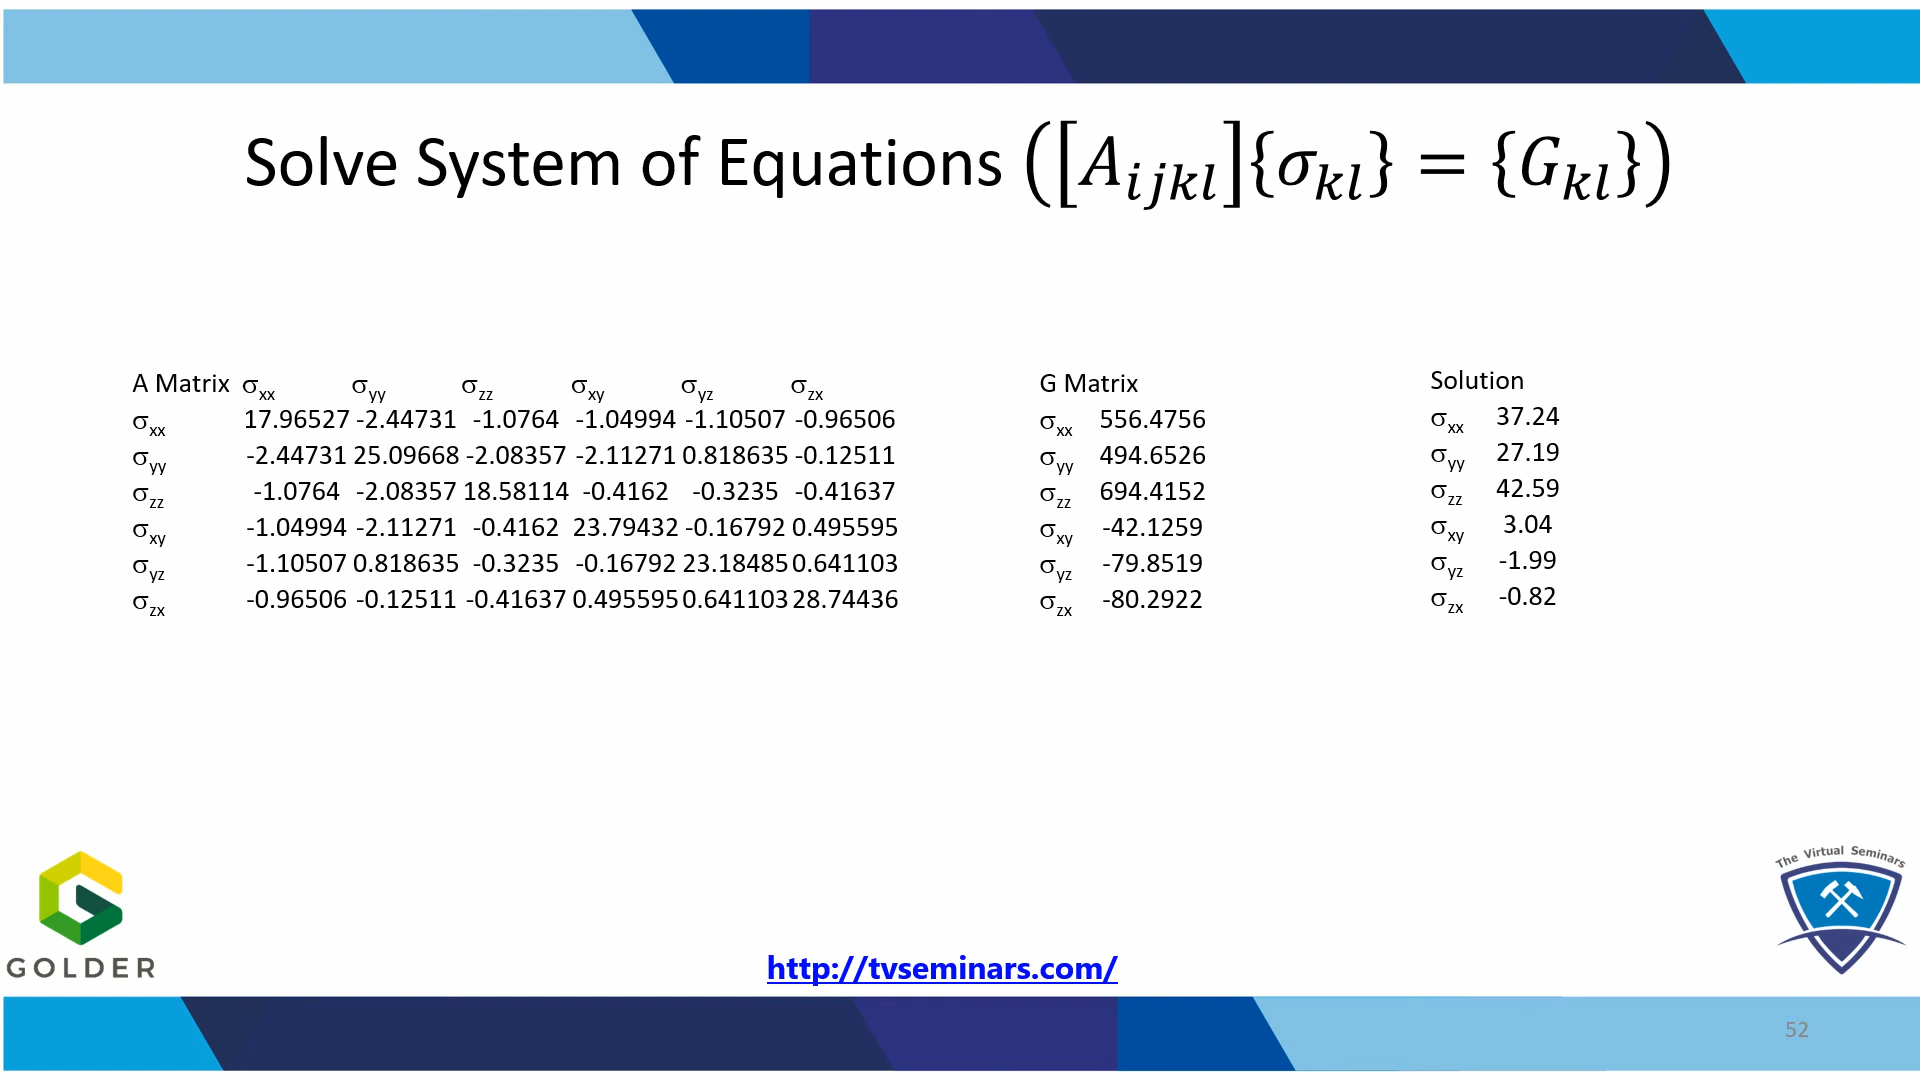 Solve System of Equations ([A_{ijkl}]{σ_{kl}} = {G_{kl}})
A Matrix σxx σyy σzz σxy σyz σzx
σxx 17.96527 -2.44731 -1.0764 -1.04994 -1.10507 -0.96506
σyy -2.44731 25.09668 -2.08357 -2.11271 0.818635 -0.12511
σzz -1.0764 -2.08357 18.58114 -0.4162 -0.3235 -0.41637
σxy -1.04994 -2.11271 -0.4162 23.79432 -0.16792 0.495595
σyz -1.10507 0.818635 -0.3235 -0.16792 23.18485 0.641103
σzx -0.96506 -0.12511 -0.41637 0.495595 0.641103 28.74436
G Matrix
σxx 556.4756
σyy 494.6526
σzz 694.4152
σxy -42.1259
σyz -79.8519
σzx -80.2922
Solution
σxx 37.24
σyy 27.19
σzz 42.59
σxy 3.04
σyz -1.99
σzx -0.82
GOLDER
http://tvseminars.com/
The Virtual Seminars
52